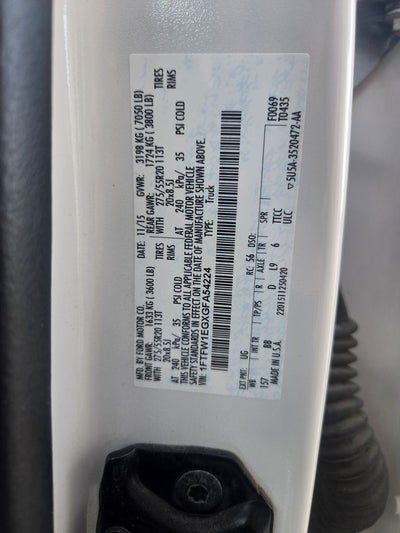 MFD. BY FORD MOTOR CO.
DATE: 11/15 GVWR: 3198 KG ( 7050 LB)
FRONT GAWR: 1633 KG ( 3600 LB) REAR GAWR: 1724 KG ( 3800 LB)
WITH 275/55R20 113T TIRES WITH 275/55R20 113T TIRES
20x8.5J RIMS 20x8.5J RIMS
AT 240 kPa/ 35 PSI COLD AT 240 kPa/ 35 PSI COLD
THIS VEHICLE CONFORMS TO ALL APPLICABLE FEDERAL MOTOR VEHICLE
SAFETY STANDARDS IN EFFECT ON THE DATE OF MANUFACTURE SHOWN ABOVE.
VIN: 1FTFW1EGXGFA54224
TYPE: Truck
F0069
T0435
EXT PNT: UG RC: 56 DSO:
WB INT TR TP/PS R AXLE TR SPR
157 BB D L9 6 TTCC
ULC
MADE IN U.S.A. 5U5A-3520472-AA